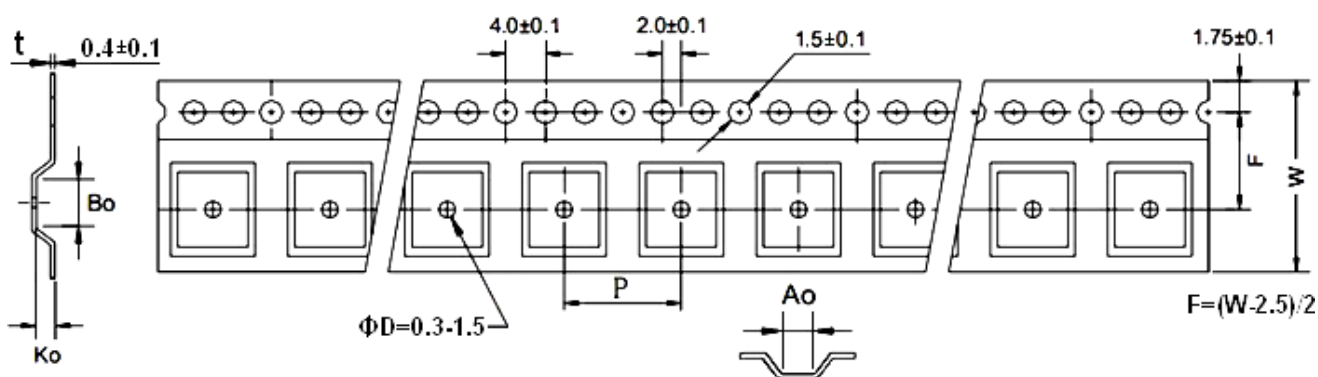 4.0±0.1
2.0±0.1
1.5±0.1
1.75±0.1
t
0.4±0.1
Bo
F
W
P
Ao
F=(W-2.5)/2
ΦD=0.3-1.5
Ko